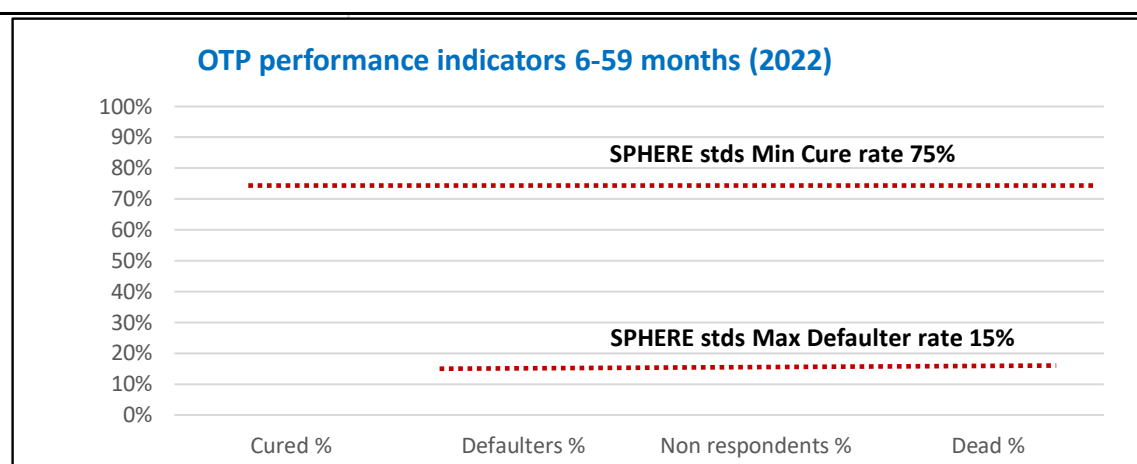 OTP performance indicators 6-59 months (2022)
100%
90%
SPHERE stds Min Cure rate 75%
80%
70%
60%
50%
40%
30%
SPHERE stds Max Defaulter rate 15%
20%
10%
0%
Cured % Defaulters % Non respondents % Dead %